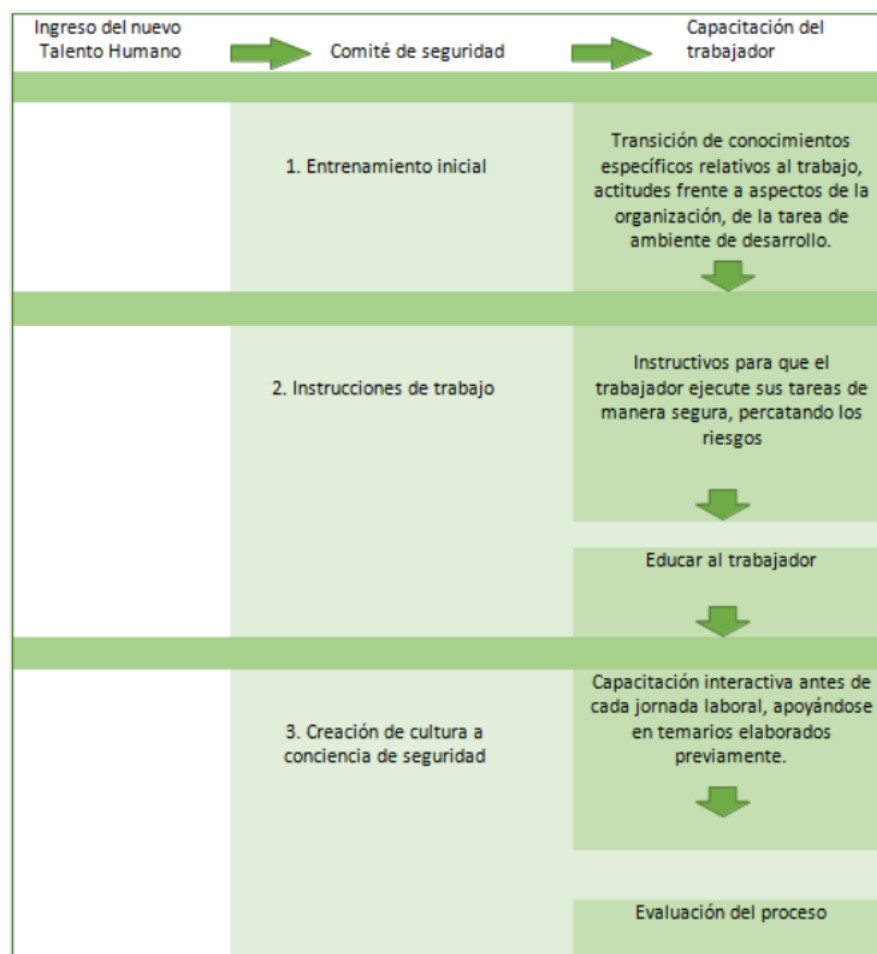 Ingreso del nuevo
Talento Humano
Comité de seguridad
Capacitación del
trabajador
1. Entrenamiento inicial
Transición de conocimientos
específicos relativos al trabajo,
actitudes frente a aspectos de la
organización, de la tarea de
ambiente de desarrollo.
2. Instrucciones de trabajo
Instructivos para que el
trabajador ejecute sus tareas de
manera segura, percatando los
riesgos
Educar al trabajador
3. Creación de cultura a
conciencia de seguridad
Capacitación interactiva antes de
cada jornada laboral, apoyándose
en temarios elaborados
previamente.
Evaluación del proceso